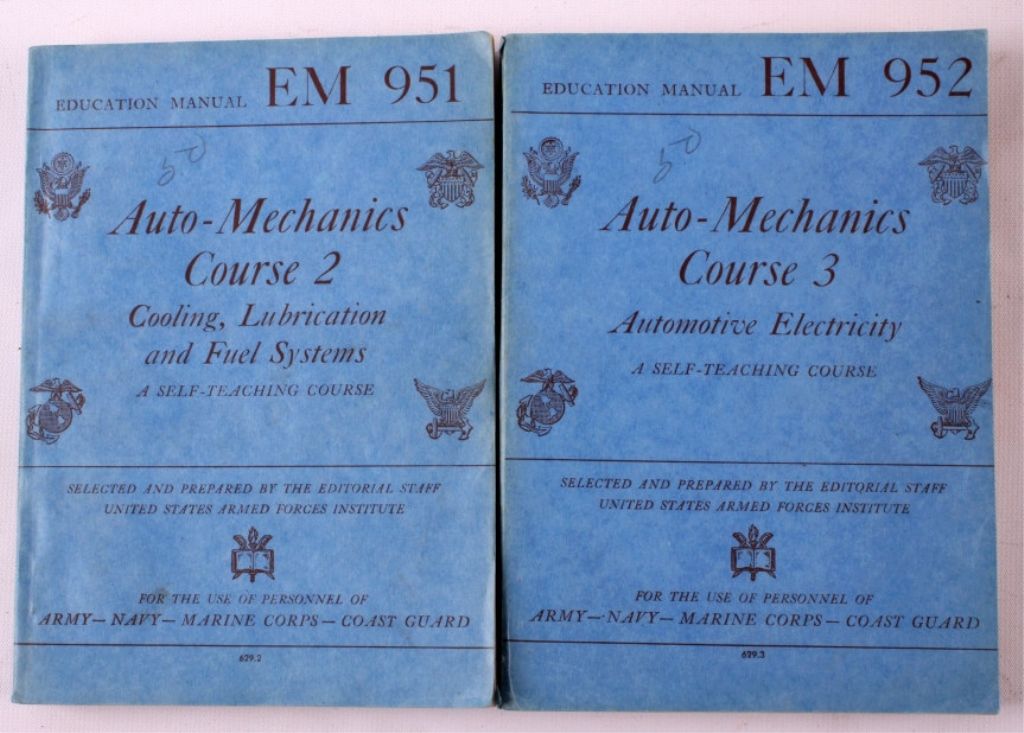 EDUCATION MANUAL EM 951
Auto-Mechanics
Course 2
Cooling, Lubrication
and Fuel Systems
A SELF-TEACHING COURSE
SELECTED AND PREPARED BY THE EDITORIAL STAFF
UNITED STATES ARMED FORCES INSTITUTE
FOR THE USE OF PERSONNEL OF
ARMY—NAVY—MARINE CORPS—COAST GUARD
629.2
EDUCATION MANUAL EM 952
Auto-Mechanics
Course 3
Automotive Electricity
A SELF-TEACHING COURSE
SELECTED AND PREPARED BY THE EDITORIAL STAFF
UNITED STATES ARMED FORCES INSTITUTE
FOR THE USE OF PERSONNEL OF
ARMY—NAVY—MARINE CORPS—COAST GUARD
629.3